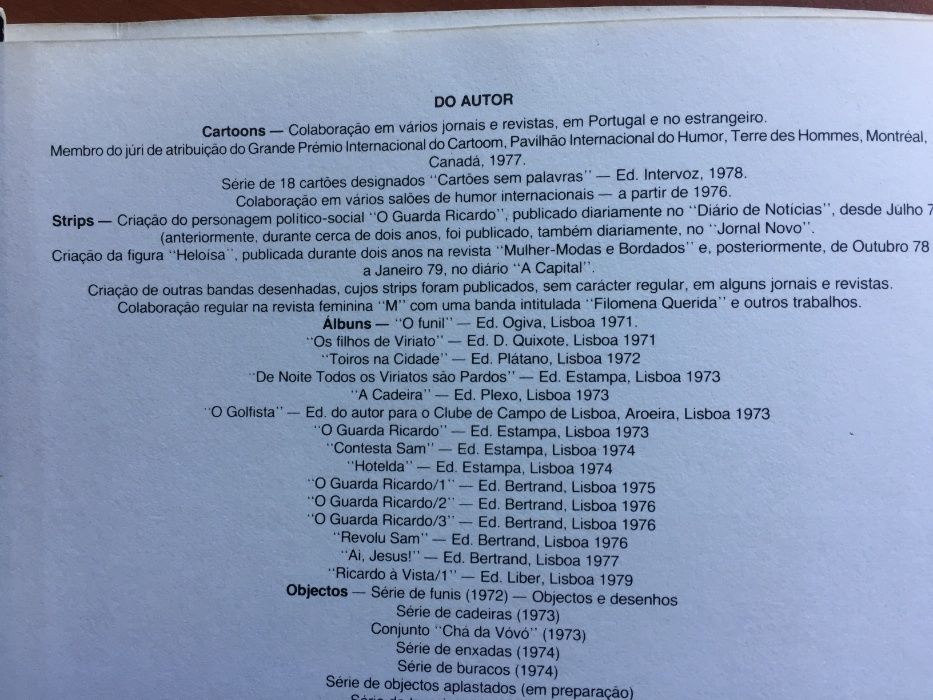 DO AUTOR
Cartoons — Colaboração em vários jornais e revistas, em Portugal e no estrangeiro.
Membro do júri de atribuição do Grande Prémio Internacional do Cartoom, Pavilhão Internacional do Humor, Terre des Hommes, Montréal,
Canadá, 1977.
Série de 18 cartões designados "Cartões sem palavras" — Ed. Intervoz, 1978.
Colaboração em vários salões de humor internacionais — a partir de 1976.
Strips — Criação do personagem político-social "O Guarda Ricardo", publicado diariamente no "Diário de Notícias", desde Julho
(anteriormente, durante cerca de dois anos, foi publicado, também diariamente, no "Jornal Novo".
Criação da figura "Heloísa", publicada durante dois anos na revista "Mulher-Modas e Bordados" e, posteriormente, de Outubro 78
a Janeiro 79, no diário "A Capital".
Criação de outras bandas desenhadas, cujos strips foram publicados, sem carácter regular, em alguns jornais e revistas.
Colaboração regular na revista feminina "M" com uma banda intitulada "Filomena Querida" e outros trabalhos.
Álbuns — "O funil" — Ed. Ogiva, Lisboa 1971.
"Os filhos de Viriato" — Ed. D. Quixote, Lisboa 1971
"Toiros na Cidade" — Ed. Plátano, Lisboa 1972
"De Noite Todos os Viriatos são Pardos" — Ed. Estampa, Lisboa 1973
"A Cadeira" — Ed. Plexo, Lisboa 1973
"O Golfista" — Ed. do autor para o Clube de Campo de Lisboa, Aroeira, Lisboa 1973
"O Guarda Ricardo" — Ed. Estampa, Lisboa 1973
"Contesta Sam" — Ed. Estampa, Lisboa 1974
"Hotelda" — Ed. Estampa, Lisboa 1974
"O Guarda Ricardo/1" — Ed. Bertrand, Lisboa 1975
"O Guarda Ricardo/2" — Ed. Bertrand, Lisboa 1976
"O Guarda Ricardo/3" — Ed. Bertrand, Lisboa 1976
"Revolu Sam" — Ed. Bertrand, Lisboa 1976
"Ai, Jesus!" — Ed. Bertrand, Lisboa 1977
"Ricardo à Vista/1" — Ed. Liber, Lisboa 1979
Objectos — Série de funis (1972) — Objectos e desenhos
Série de cadeiras (1973)
Conjunto "Chá da Vóvó" (1973)
Série de enxadas (1974)
Série de buracos (1974)
Série de objectos aplastados (em preparação)